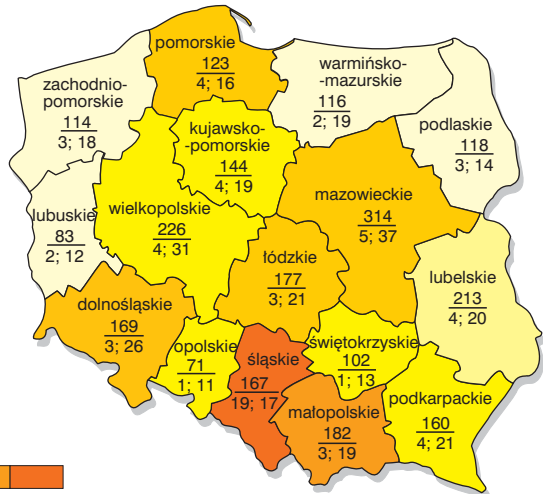 pomorskie
123
4; 16
warmińsko-
-mazurskie
116
2; 19
zachodnio-
pomorskie
114
3; 18
podlaskie
118
3; 14
kujawsko-
-pomorskie
144
4; 19
mazowieckie
314
5; 37
lubuskie
83
2; 12
wielkopolskie
226
4; 31
łódzkie
177
3; 21
lubelskie
213
4; 20
dolnośląskie
169
3; 26
opolskie
71
1; 11
śląskie
167
19; 17
świętokrzyskie
102
1; 13
małopolskie
182
3; 19
podkarpackie
160
4; 21